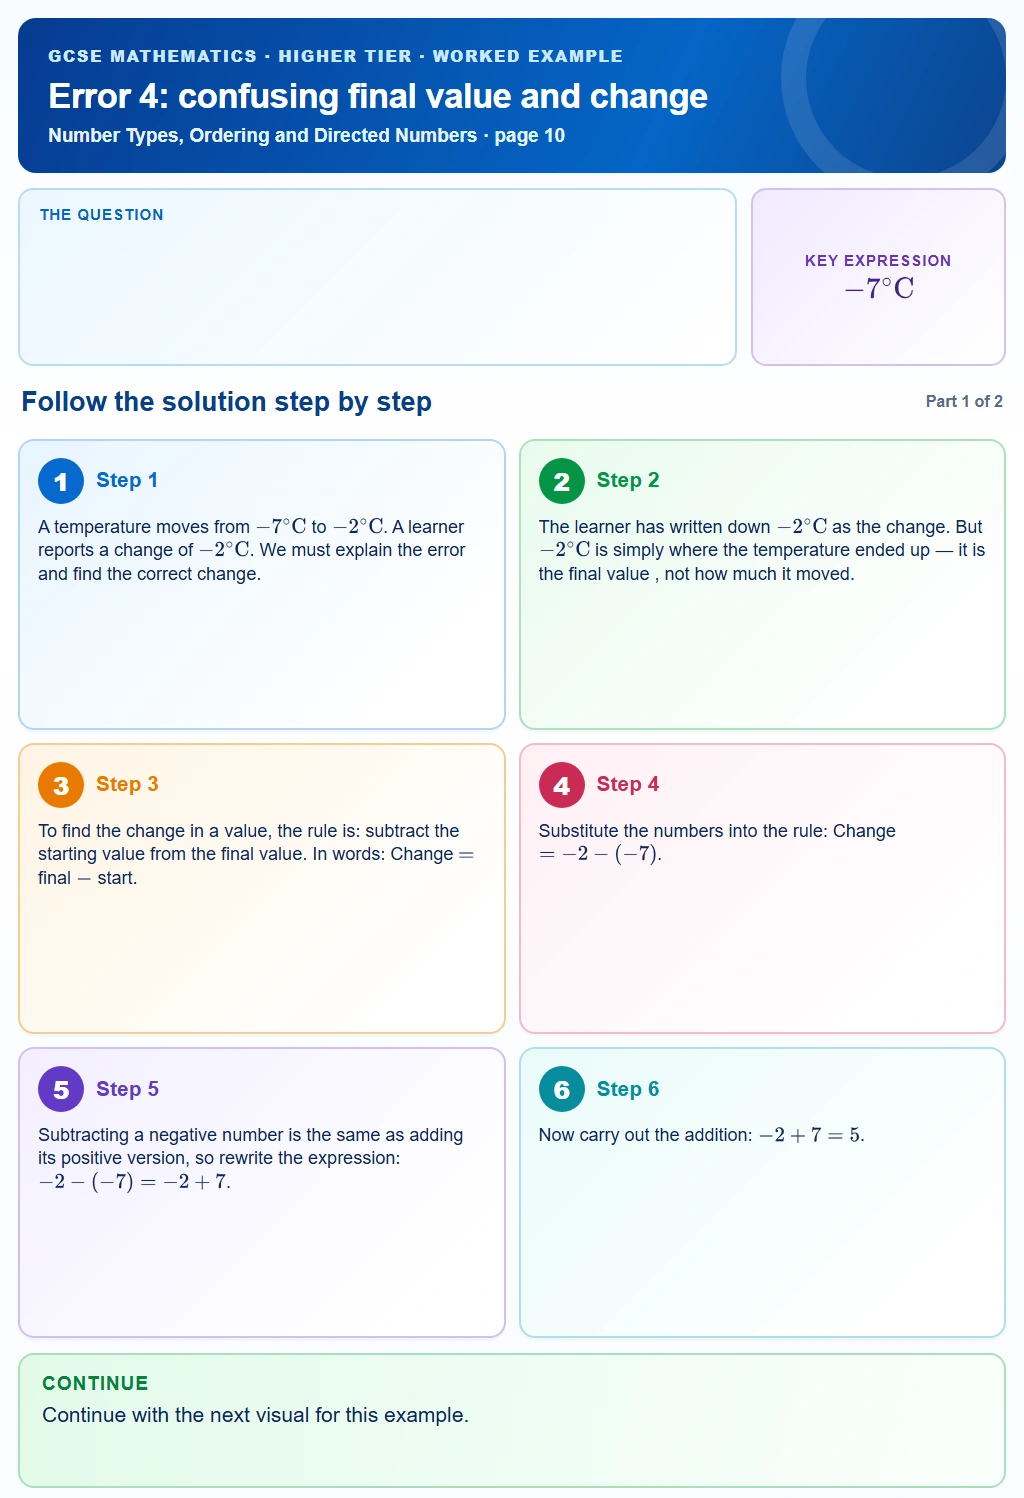 GCSE MATHEMATICS · HIGHER TIER · WORKED EXAMPLE
Error 4: confusing final value and change
Number Types, Ordering and Directed Numbers · page 10
THE QUESTION
KEY EXPRESSION
−7°C
Follow the solution step by step
Part 1 of 2
1 Step 1
A temperature moves from −7°C to −2°C. A learner
reports a change of −2°C. We must explain the error
and find the correct change.
2 Step 2
The learner has written down −2°C as the change. But
−2°C is simply where the temperature ended up — it is
the final value , not how much it moved.
3 Step 3
To find the change in a value, the rule is: subtract the
starting value from the final value. In words: Change =
final − start.
4 Step 4
Substitute the numbers into the rule: Change
= −2 − (−7).
5 Step 5
Subtracting a negative number is the same as adding
its positive version, so rewrite the expression:
−2 − (−7) = −2 + 7.
6 Step 6
Now carry out the addition: −2 + 7 = 5.
CONTINUE
Continue with the next visual for this example.